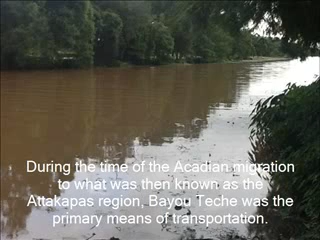 During the time of the Acadian migration
to what was then known as the
Attakapas region, Bayou Teche was the
primary means of transportation.